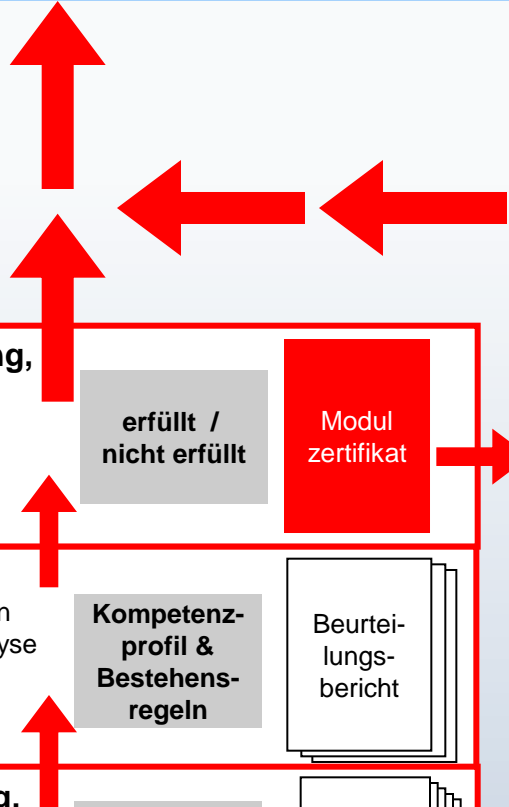 ng,
erfüllt /
nicht erfüllt
Modul
zertifikat
n
yse
Kompetenz-
profil &
Bestehens-
regeln
Beurtei-
lungs-
bericht
g,